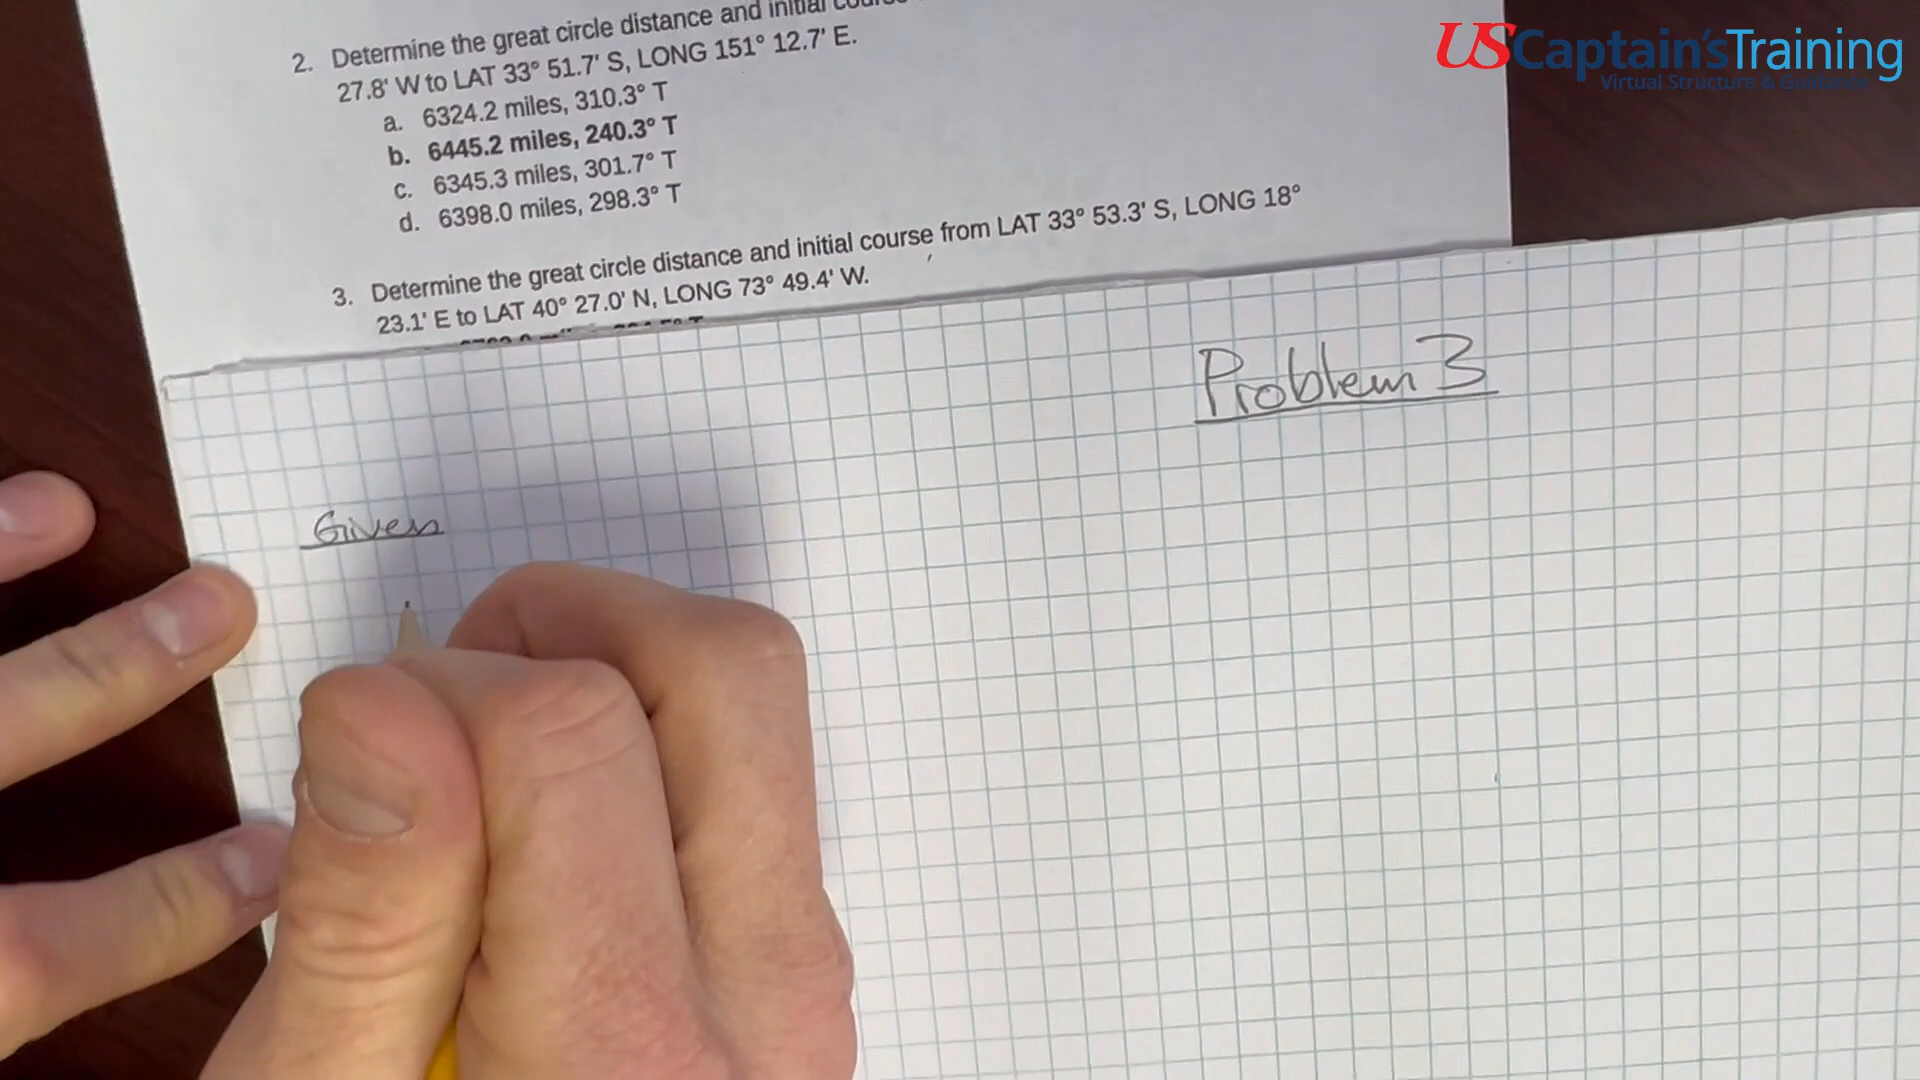 USCaptain'sTraining
Virtual Structure & Guidance
2. Determine the great circle distance and initial
27.8' W to LAT 33° 51.7' S, LONG 151° 12.7' E.
a. 6324.2 miles, 310.3° T
b. 6445.2 miles, 240.3° T
c. 6345.3 miles, 301.7° T
d. 6398.0 miles, 298.3° T
3. Determine the great circle distance and initial course from LAT 33° 53.3' S, LONG 18°
23.1' E to LAT 40° 27.0' N, LONG 73° 49.4' W.
Problem 3
Given